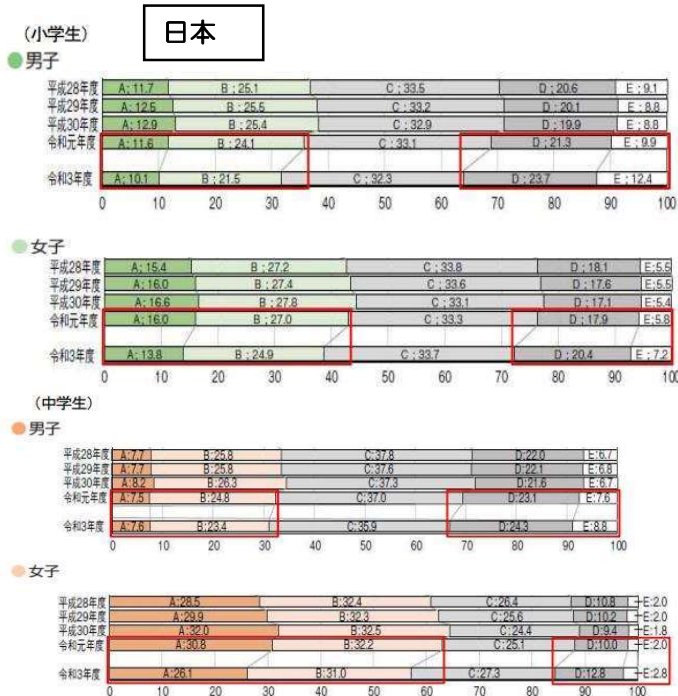 (小学生)
日本
男子
平成28年度 A; 11.7 B ; 25.1 C ; 33.5 D ; 20.6 E ; 9.1
平成29年度 A; 12.5 B ; 25.5 C ; 33.2 D ; 20.1 E ; 8.8
平成30年度 A; 12.9 B ; 25.4 C ; 32.9 D ; 19.9 E ; 8.8
令和元年度 A; 11.6 B ; 24.1 C ; 33.1 D ; 21.3 E ; 9.9
令和3年度 A; 10.1 B ; 21.5 C ; 32.3 D ; 23.7 E ; 12.4
0 10 20 30 40 50 60 70 80 90 100
女子
平成28年度 A; 15.4 B ; 27.2 C ; 33.8 D ; 18.1 E:5.5
平成29年度 A; 16.0 B ; 27.4 C ; 33.6 D ; 17.6 E:5.5
平成30年度 A; 16.6 B ; 27.8 C ; 33.1 D ; 17.1 E:5.4
令和元年度 A; 16.0 B ; 27.0 C ; 33.3 D ; 17.9 E:5.8
令和3年度 A; 13.8 B ; 24.9 C ; 33.7 D ; 20.4 E ; 7.2
0 10 20 30 40 50 60 70 80 90 100
(中学生)
男子
平成28年度 A:7.7 B:25.8 C:37.8 D:22.0 E:6.7
平成29年度 A:7.7 B:25.8 C:37.6 D:22.1 E:6.8
平成30年度 A:8.2 B:26.3 C:37.3 D:21.6 E:6.7
令和元年度 A:7.5 B:24.8 C:37.0 D:23.1 E:7.6
令和3年度 A:7.6 B:23.4 C:35.9 D:24.3 E:8.8
0 10 20 30 40 50 60 70 80 90 100
女子
平成28年度 A:28.5 B:32.4 C:26.4 D:10.8 E:2.0
平成29年度 A:29.9 B:32.3 C:25.6 D:10.2 E:2.0
平成30年度 A:32.0 B:32.5 C:24.4 D:9.4 E:1.8
令和元年度 A:30.8 B:32.2 C:25.1 D:10.0 E:2.0
令和3年度 A:26.1 B:31.0 C:27.3 D:12.8 E:2.8
0 10 20 30 40 50 60 70 80 90 100